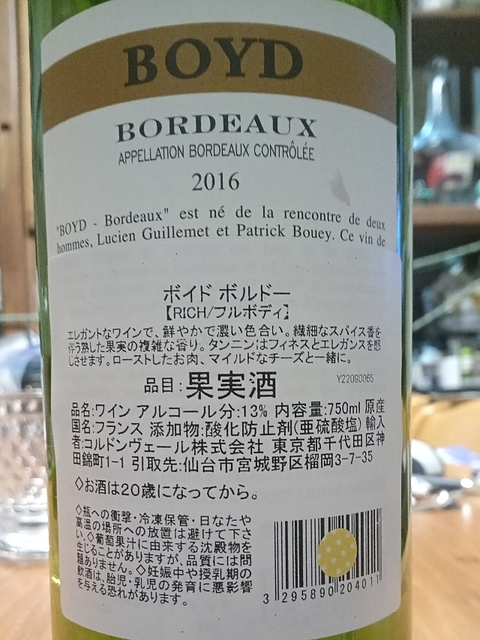 BOYD
BORDEAUX
APPELLATION BORDEAUX CONTRÔLÉE
2016
"BOYD - Bordeaux" est né de la rencontre de deux
hommes, Lucien Guillemet et Patrick Bouey. Ce vin de
ボイド ボルドー
【RICH/フルボディ】
エレガントなワインで、鮮やかで濃い色合い。繊細なスパイス香を
伴う熟した果実の複雑な香り。タンニンはフィネスとエレガンスを感
じさせます。ローストしたお肉、マイルドなチーズと一緒に。
品目:果実酒 Y22090065
品名:ワイン アルコール分:13% 内容量:750ml 原産
国:フランス 添加物:酸化防止剤(亜硫酸塩) 輸入
者:コルドンヴェール株式会社 東京都千代田区神
田錦町1-1 引取先:仙台市宮城野区榴岡3-7-35
◇お酒は20歳になってから。
◇瓶への衝撃・冷凍保管・日なたや
高温の場所への放置は避けて下さ
い。◇葡萄果汁に由来する沈殿物を
生じることがありますが、品質には問
題ありません。◇妊娠中や授乳期の
飲酒は、胎児・乳児の発育に悪影響
を与える恐れがあります。
3 295890 204011